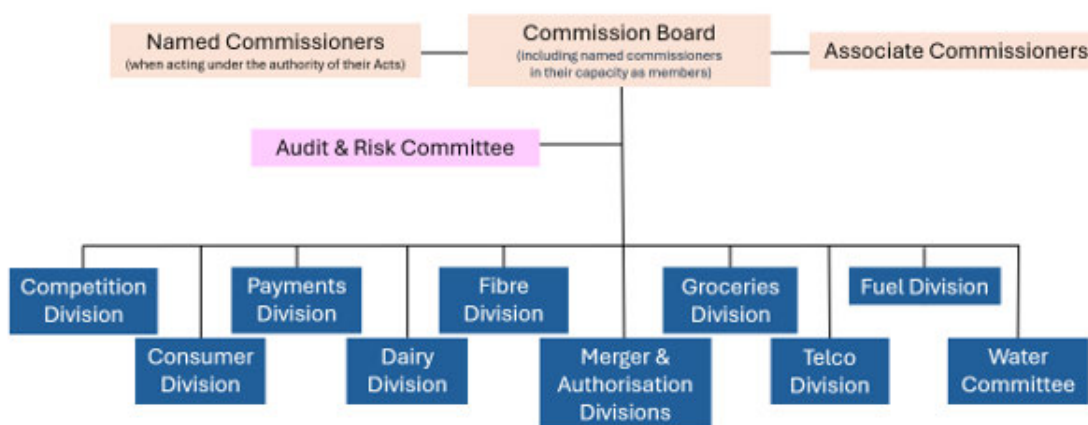 Named Commissioners
(when acting under the authority of their Acts)
Commission Board
(including named commissioners
in their capacity as members)
Associate Commissioners
Audit & Risk Committee
Competition
Division
Consumer
Division
Payments
Division
Dairy
Division
Fibre
Division
Merger &
Authorisation
Divisions
Groceries
Division
Telco
Division
Fuel Division
Water
Committee